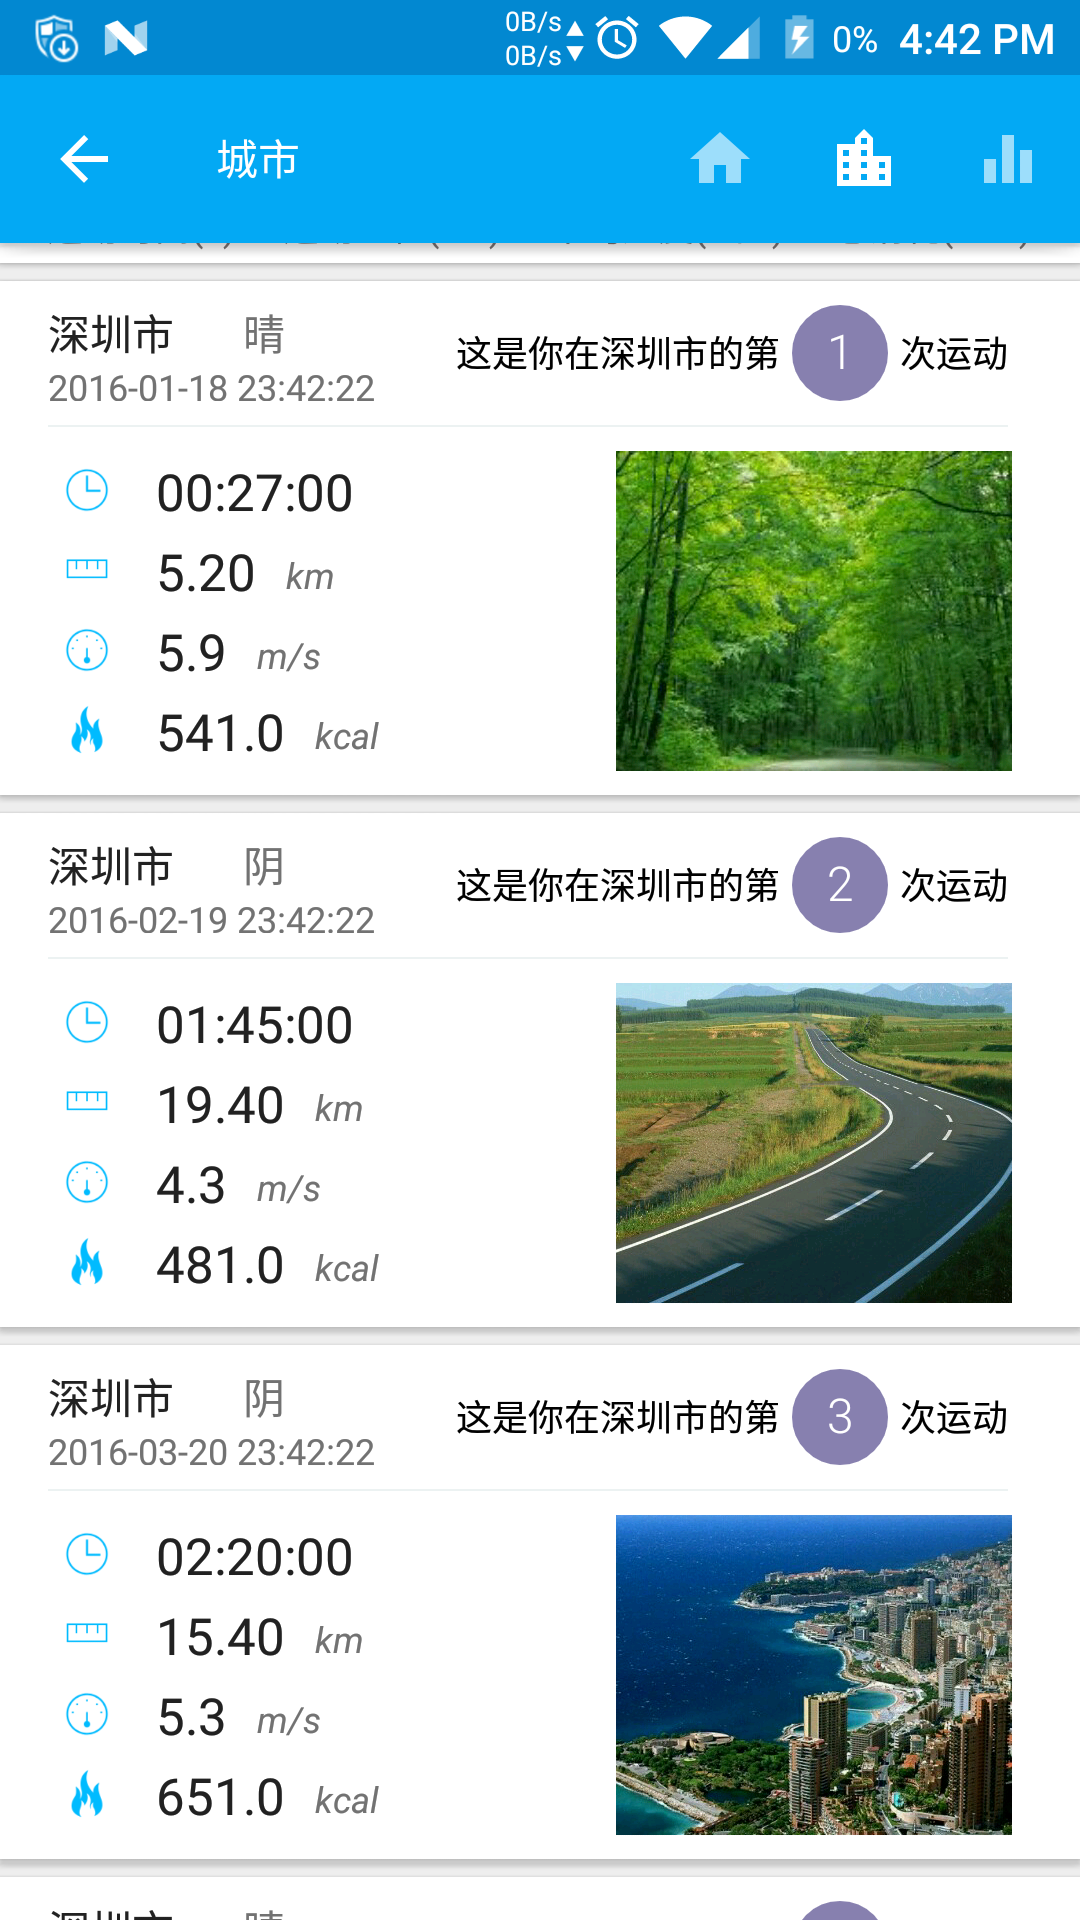 0B/s
0B/s
0% 4:42 PM
城市
深圳市 晴
2016-01-18 23:42:22
这是你在深圳市的第 1 次运动
00:27:00
5.20 km
5.9 m/s
541.0 kcal
深圳市 阴
2016-02-19 23:42:22
这是你在深圳市的第 2 次运动
01:45:00
19.40 km
4.3 m/s
481.0 kcal
深圳市 阴
2016-03-20 23:42:22
这是你在深圳市的第 3 次运动
02:20:00
15.40 km
5.3 m/s
651.0 kcal
深圳市 晴